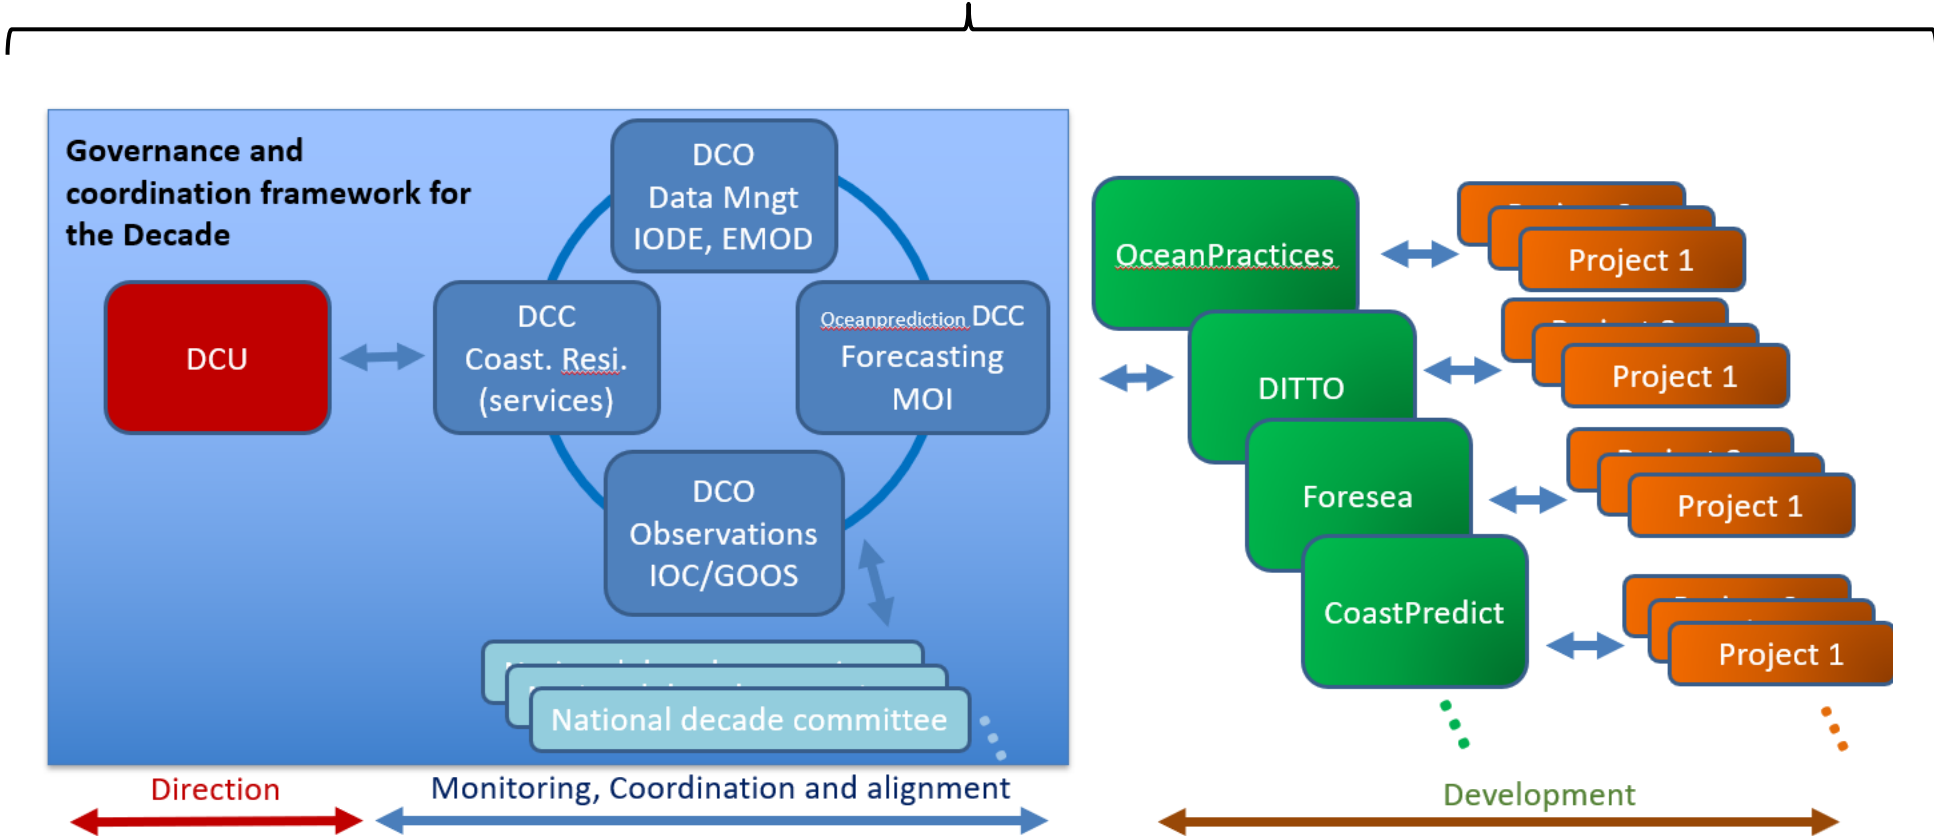 Governance and
coordination framework for
the Decade
DCO
Data Mngt
IODE, EMOD
DCU
DCC
Coast. Resi.
(services)
Oceanprediction DCC
Forecasting
MOI
DCO
Observations
IOC/GOOS
National decade committee
OceanPractices
Project 1
DITTO
Project 1
Foresea
Project 1
CoastPredict
Project 1
Direction
Monitoring, Coordination and alignment
Development